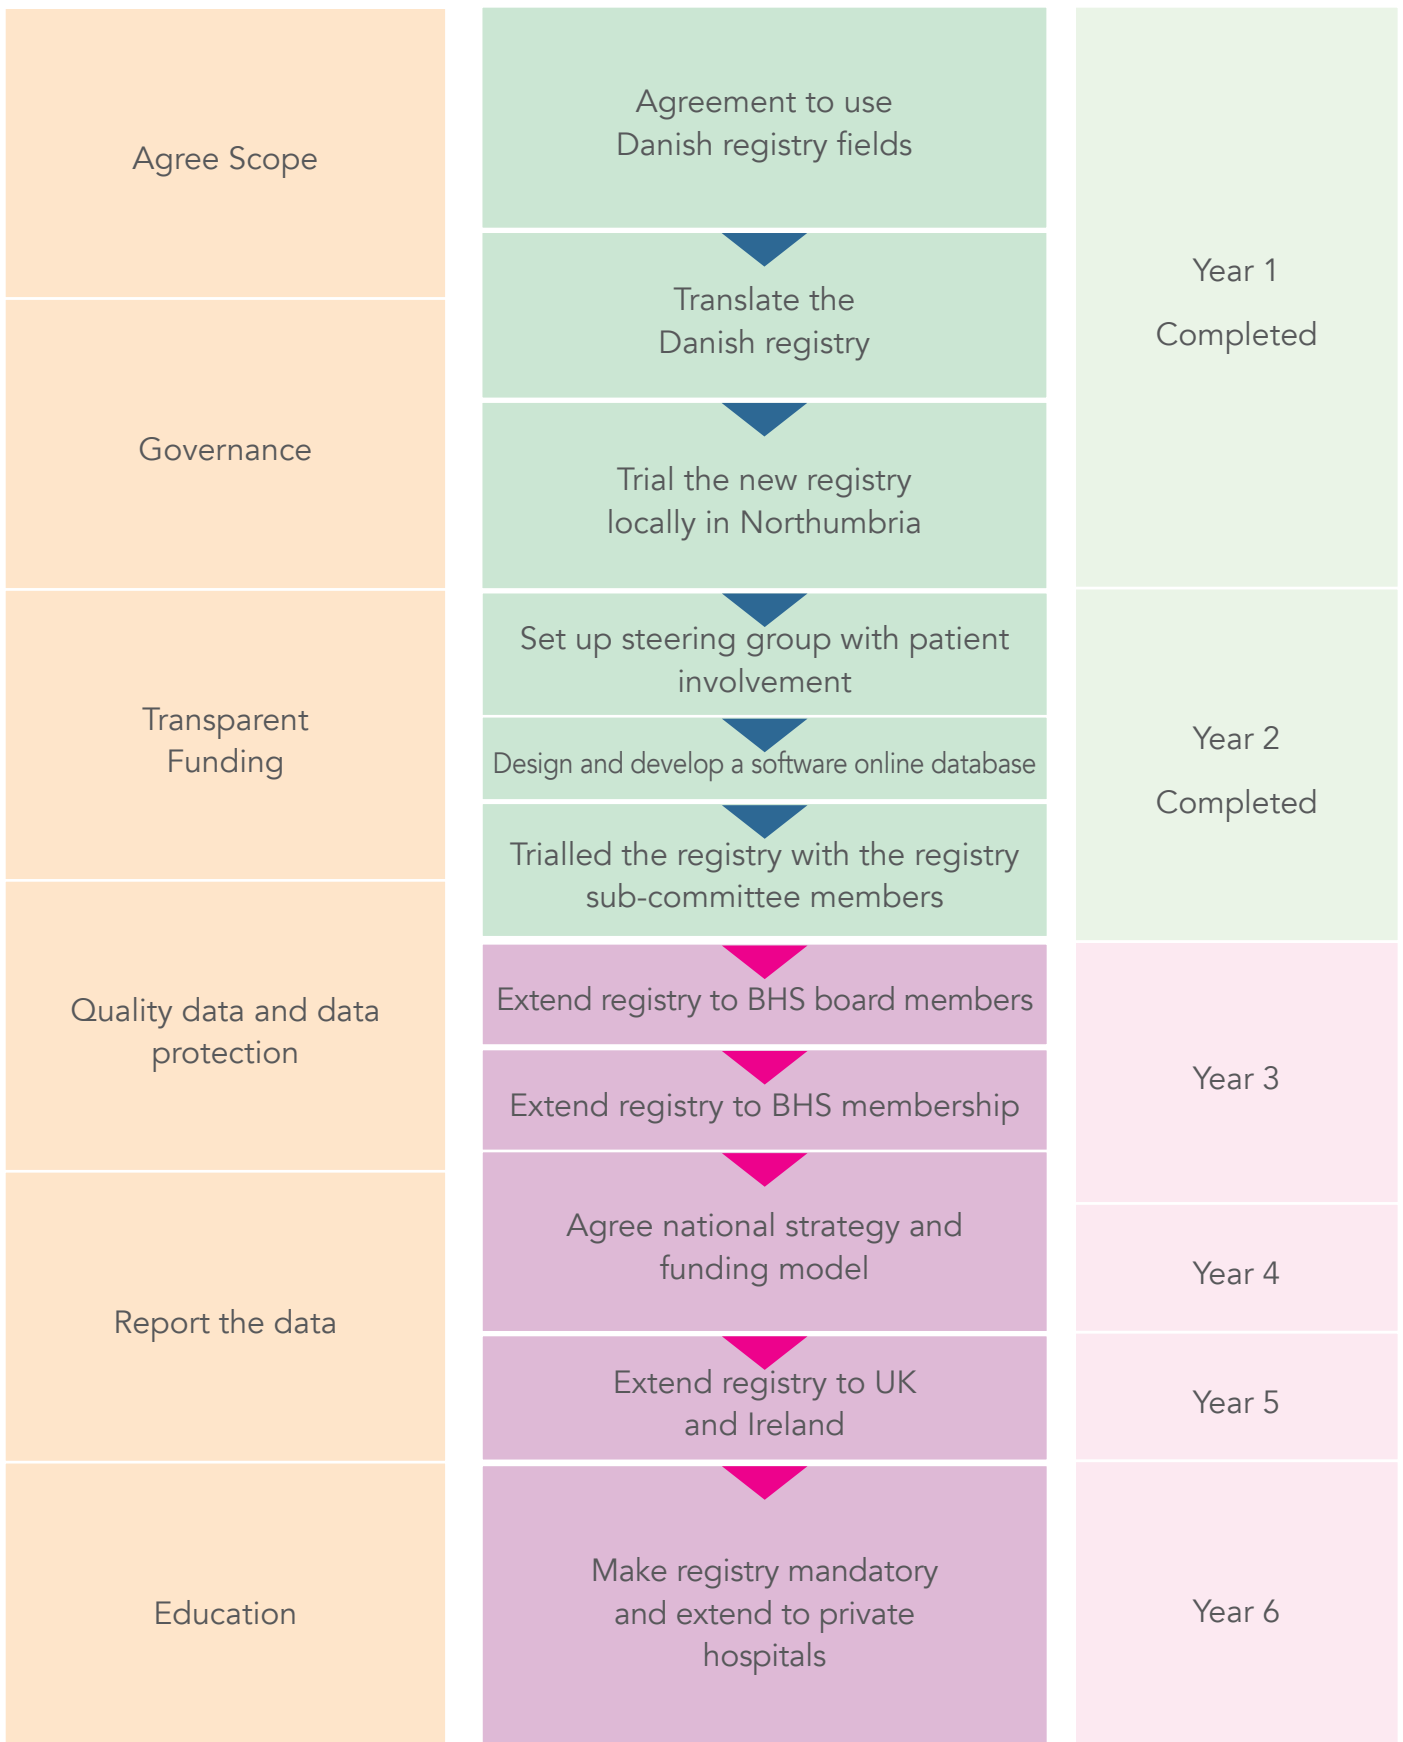 Agree Scope
Governance
Transparent
Funding
Quality data and data
protection
Report the data
Education
Agreement to use
Danish registry fields
Translate the
Danish registry
Trial the new registry
locally in Northumbria
Set up steering group with patient
involvement
Design and develop a software online database
Trialled the registry with the registry
sub-committee members
Extend registry to BHS board members
Extend registry to BHS membership
Agree national strategy and
funding model
Extend registry to UK
and Ireland
Make registry mandatory
and extend to private
hospitals
Year 1
Completed
Year 2
Completed
Year 3
Year 4
Year 5
Year 6